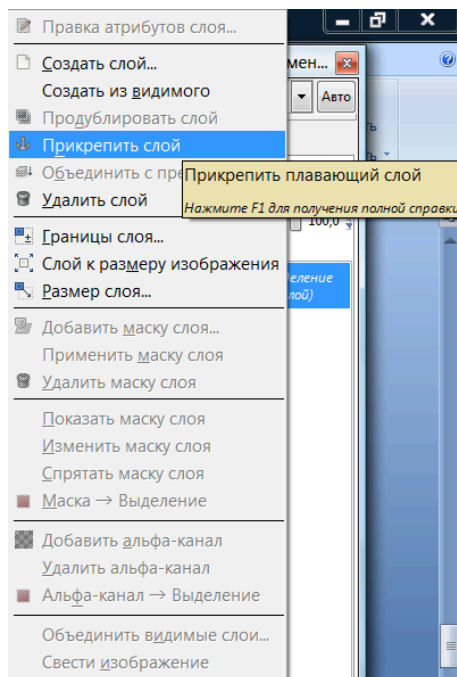 Правка атрибутов слоя...
мен...
Создать слой...
Создать из видимого
Авто
Продублировать слой
Прикрепить слой
Объединить с пре
Прикрепить плавающий слой
Удалить слой
Нажмите F1 для получения полной справки
100,0
Границы слоя...
Слой к размеру изображения
Размер слоя...
Добавить маску слоя...
Применить маску слоя
Удалить маску слоя
Показать маску слоя
Изменить маску слоя
Спрятать маску слоя
Маска → Выделение
Добавить альфа-канал
Удалить альфа-канал
Альфа-канал → Выделение
Объединить видимые слои...
Свести изображение